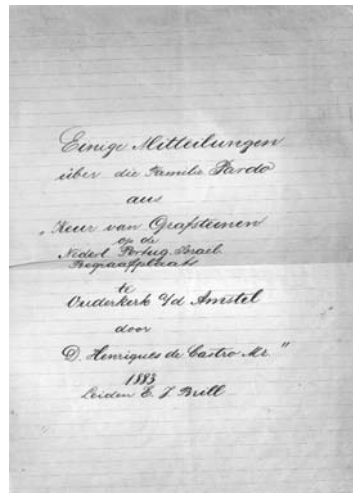 Einige Mitteilungen
über die Familie Pardo
aus
„Keur van Grafsteenen
op de
Nederl. Portug. Israel.
Begraafplaats
te
Ouderkerk a/d Amstel
door
D. Henriques de Castro Mz."
1883
Leiden E. J. Brill